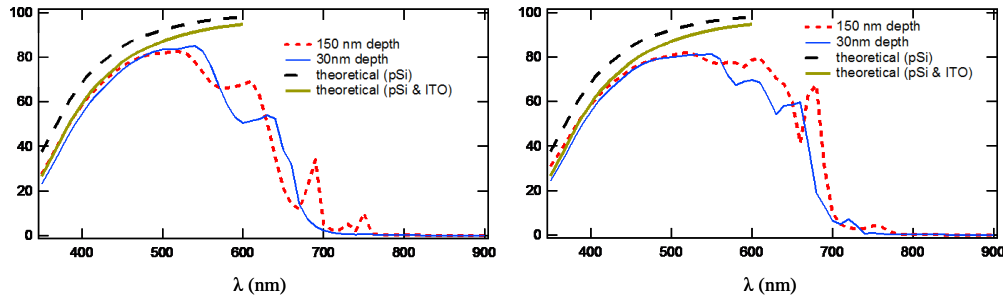 100
80
60
40
20
0
150 nm depth
30nm depth
theoretical (pSi)
theoretical (pSi & ITO)
400 500 600 700 800 900
λ (nm)
100
80
60
40
20
0
150 nm depth
30nm depth
theoretical (pSi)
theoretical (pSi & ITO)
400 500 600 700 800 900
λ (nm)